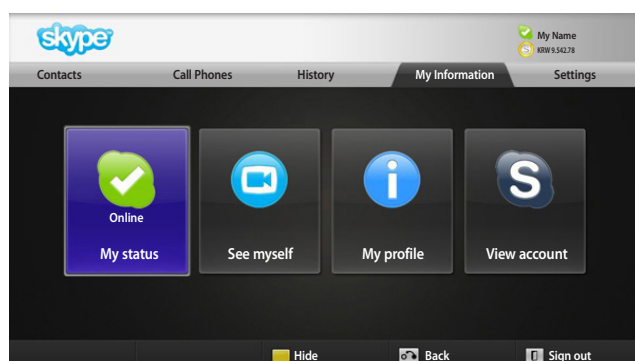 skype
My Name
KRW 9.542.78
Contacts Call Phones History My Information Settings
S
Online
My status See myself My profile View account
Hide Back Sign out